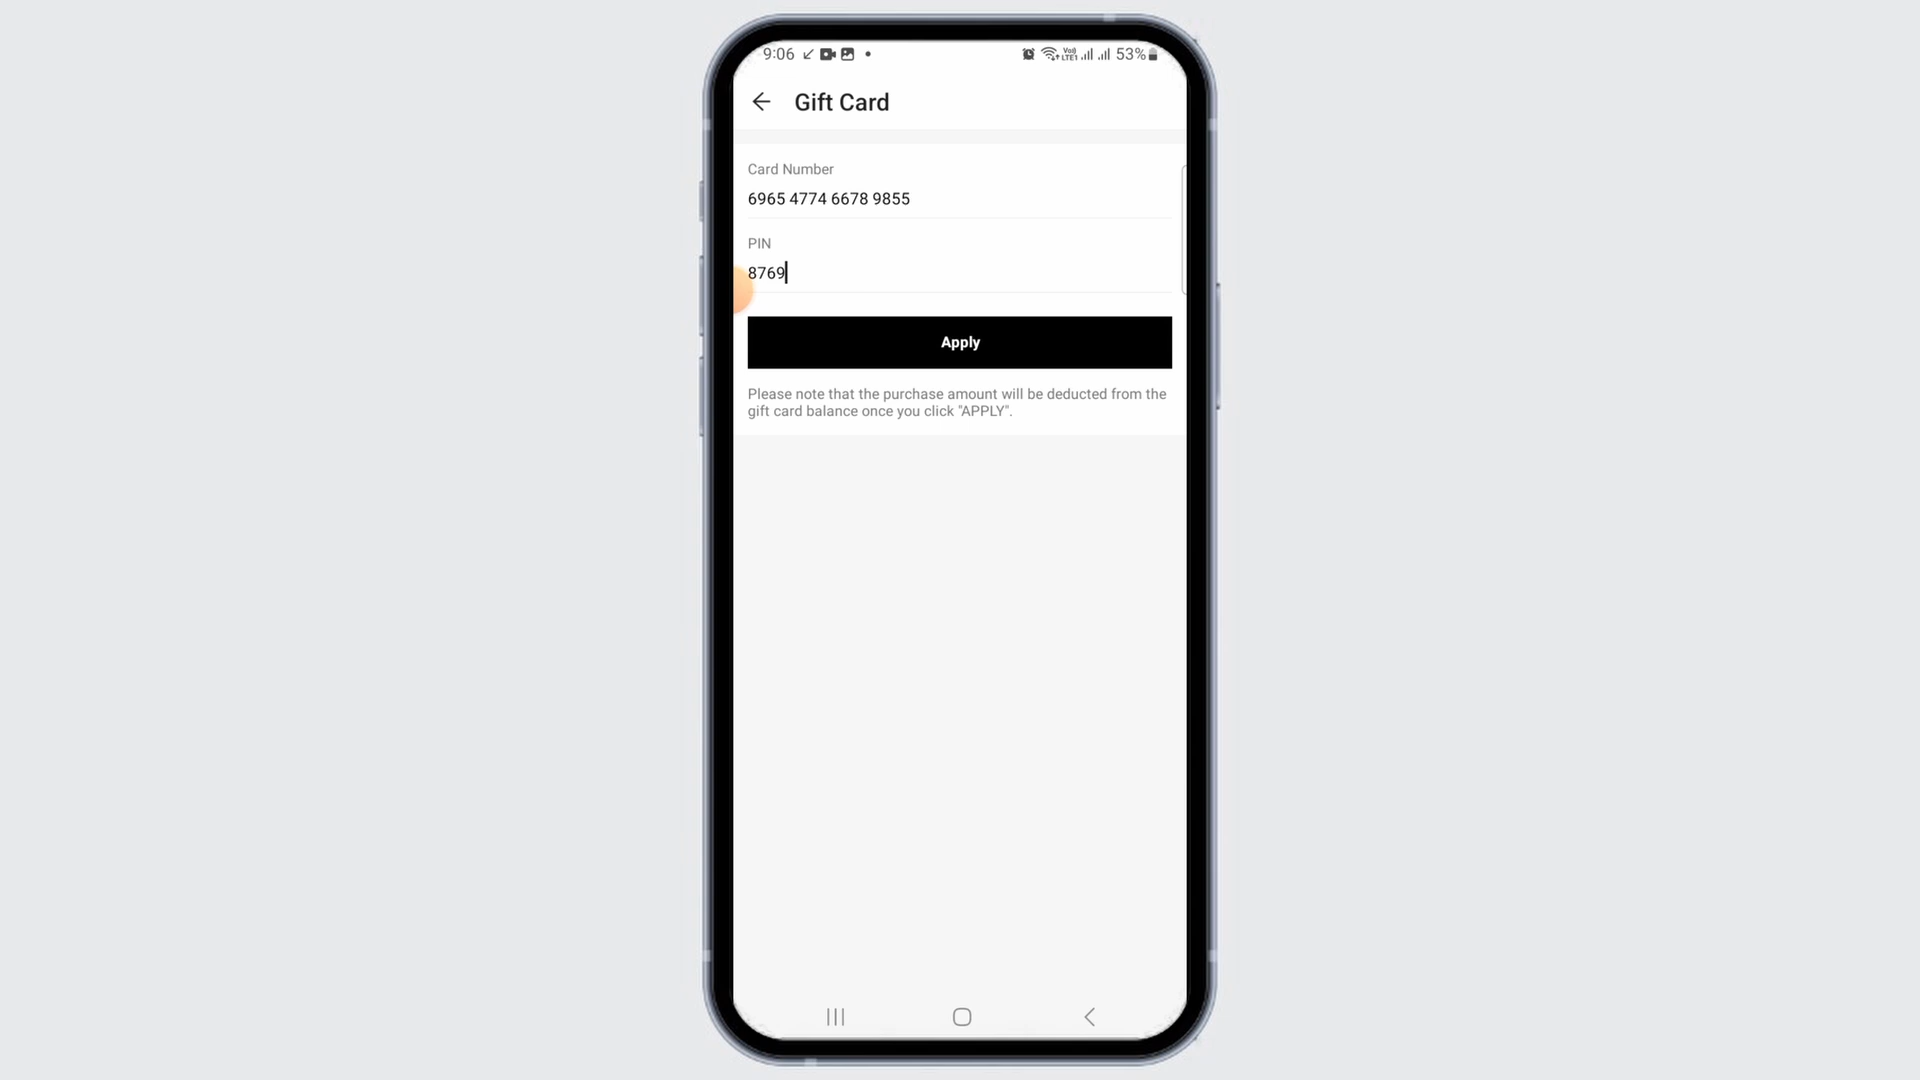 9:06 53%
Gift Card
Card Number
6965 4774 6678 9855
PIN
8769
Apply
Please note that the purchase amount will be deducted from the
gift card balance once you click "APPLY".